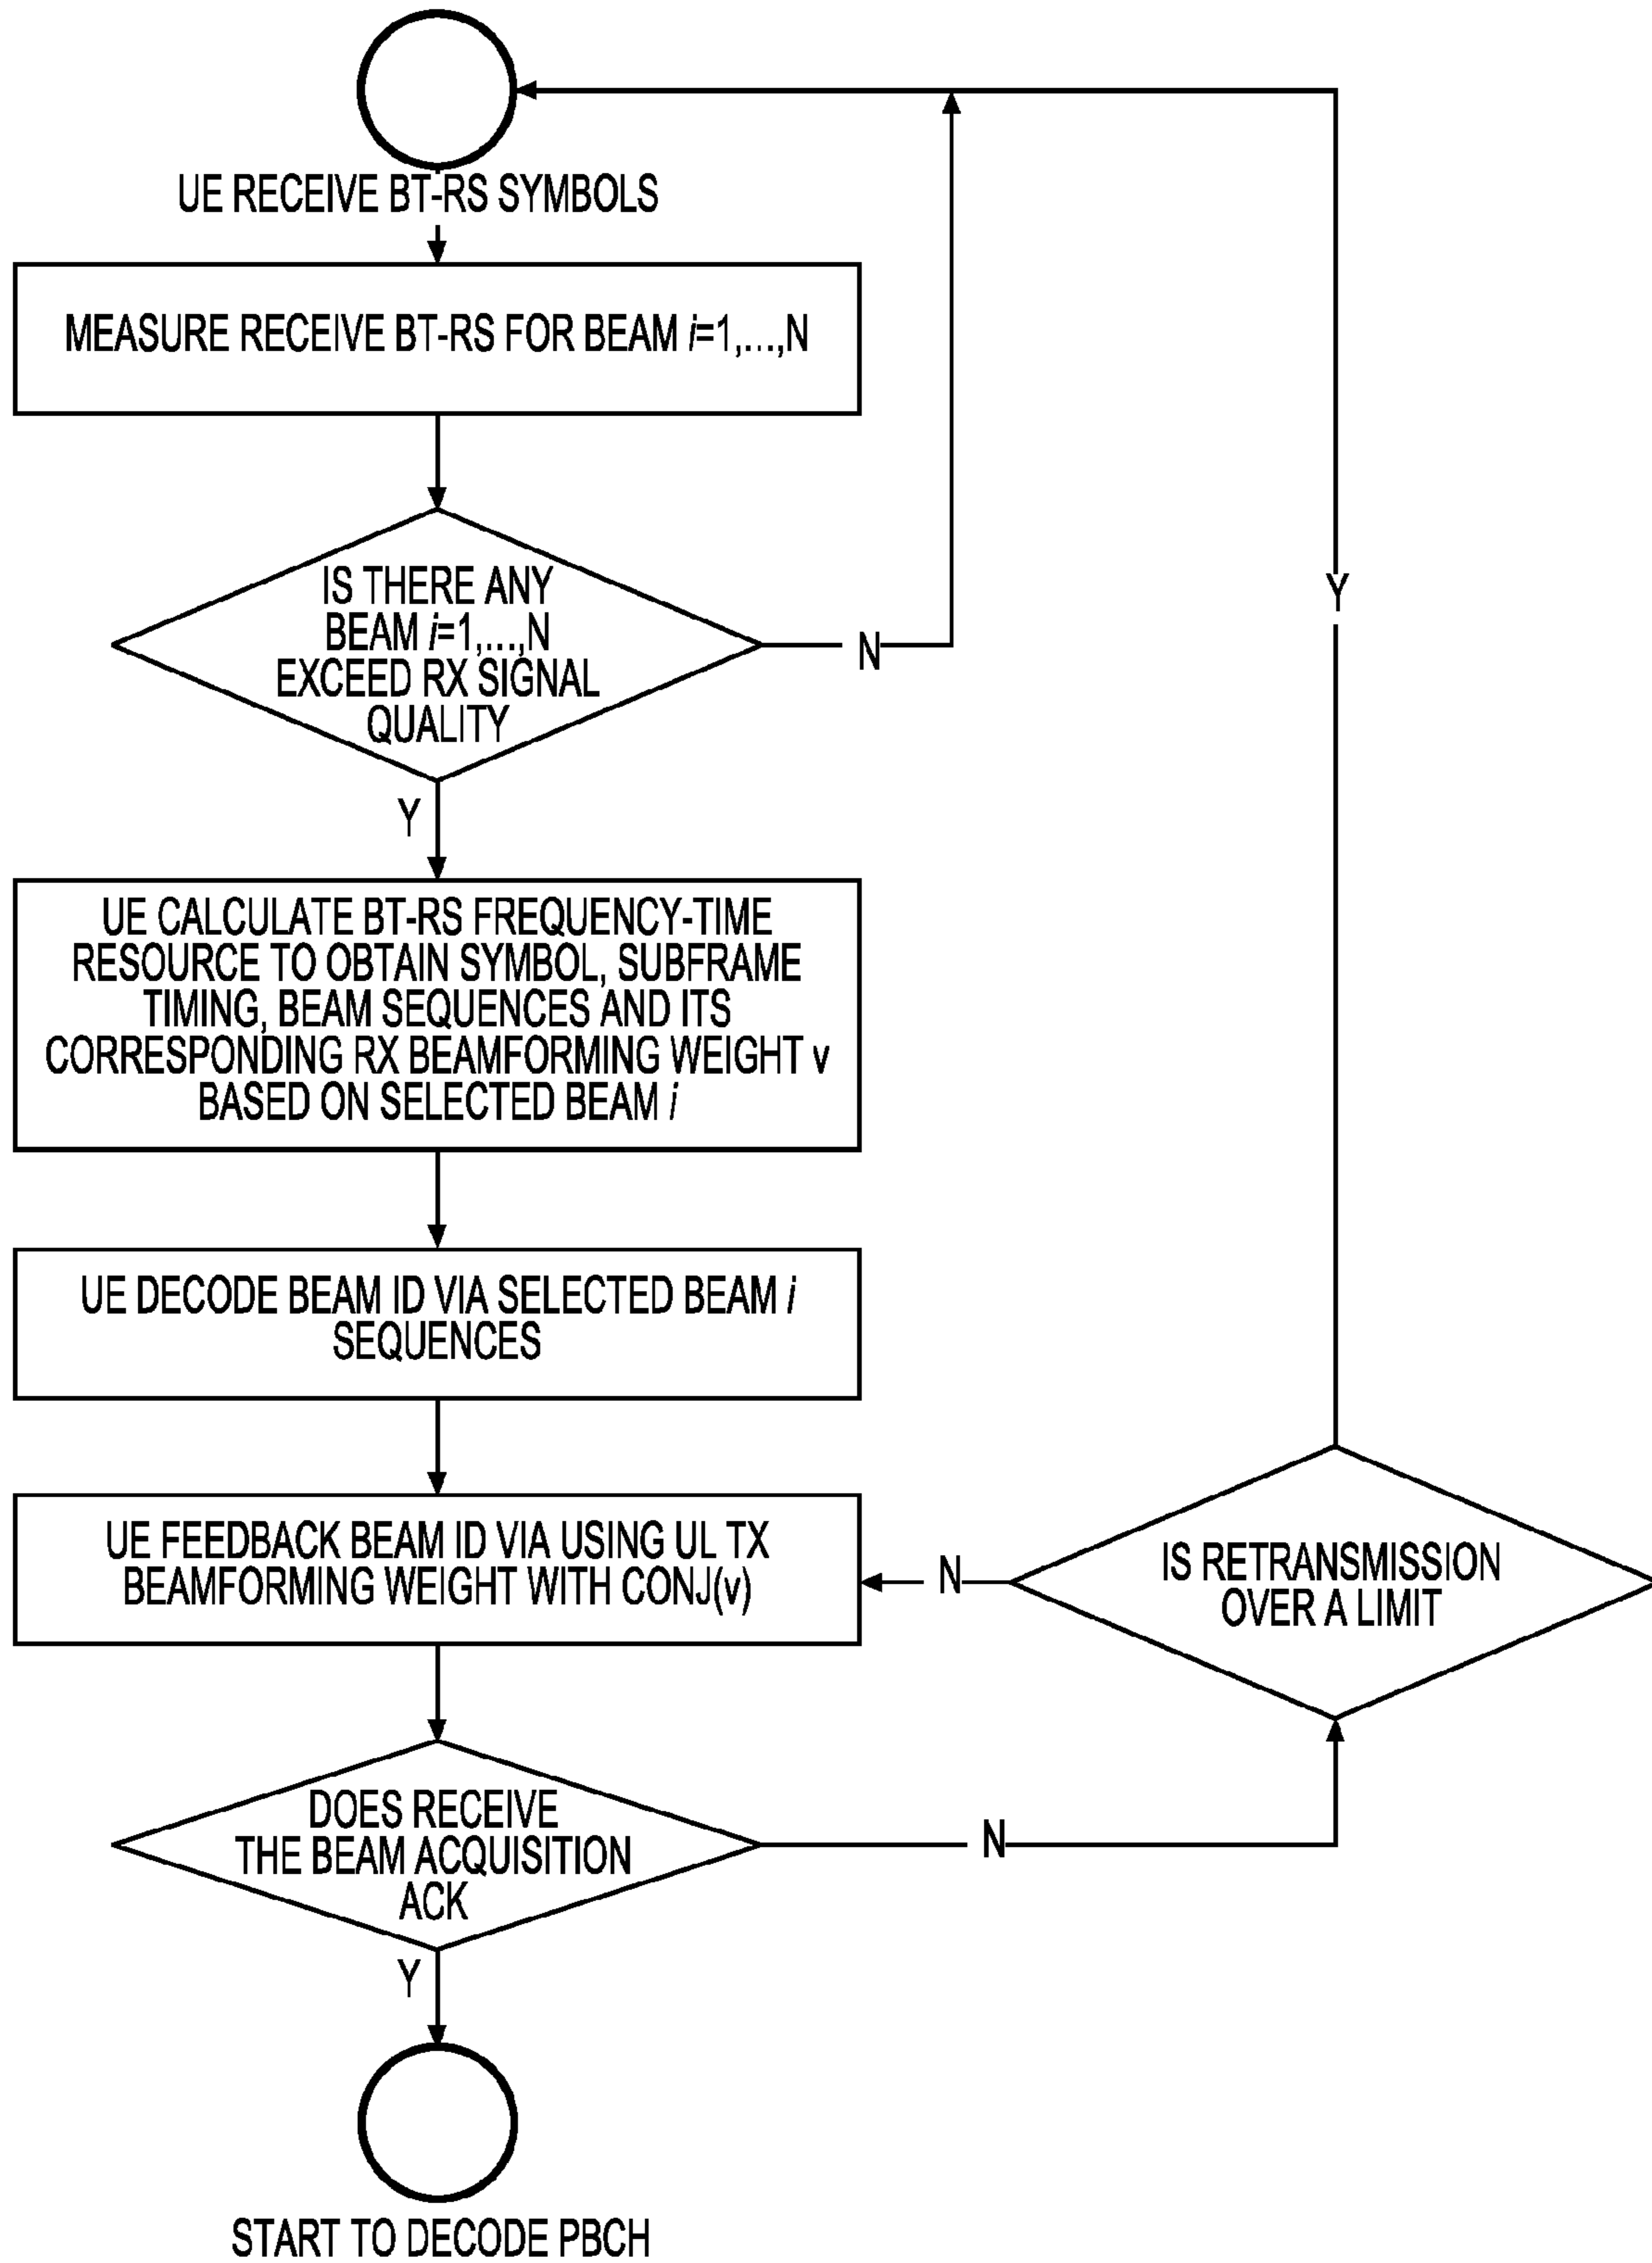 UE RECEIVE BT-RS SYMBOLS
MEASURE RECEIVE BT-RS FOR BEAM i=1,...,N
IS THERE ANY
BEAM i=1,...,N
EXCEED RX SIGNAL
QUALITY
N
Y
Y
UE CALCULATE BT-RS FREQUENCY-TIME
RESOURCE TO OBTAIN SYMBOL, SUBFRAME
TIMING, BEAM SEQUENCES AND ITS
CORRESPONDING RX BEAMFORMING WEIGHT v
BASED ON SELECTED BEAM i
UE DECODE BEAM ID VIA SELECTED BEAM i
SEQUENCES
UE FEEDBACK BEAM ID VIA USING UL TX
BEAMFORMING WEIGHT WITH CONJ(v)
N
IS RETRANSMISSION
OVER A LIMIT
DOES RECEIVE
THE BEAM ACQUISITION
ACK
N
Y
START TO DECODE PBCH